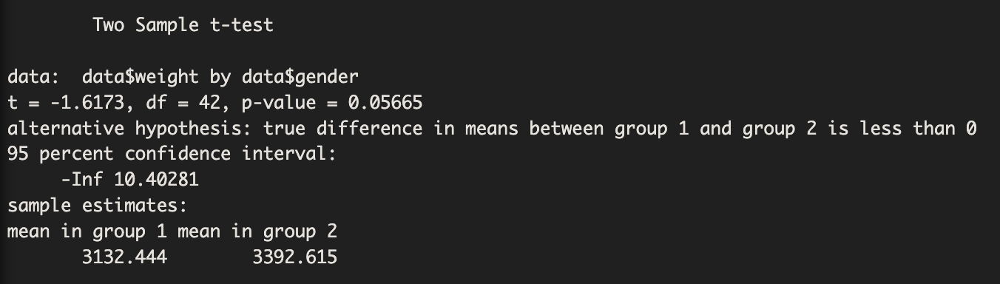 Two Sample t-test
data:  data$weight by data$gender
t = -1.6173, df = 42, p-value = 0.05665
alternative hypothesis: true difference in means between group 1 and group 2 is less than 0
95 percent confidence interval:
     -Inf 10.40281
sample estimates:
mean in group 1 mean in group 2
       3132.444        3392.615